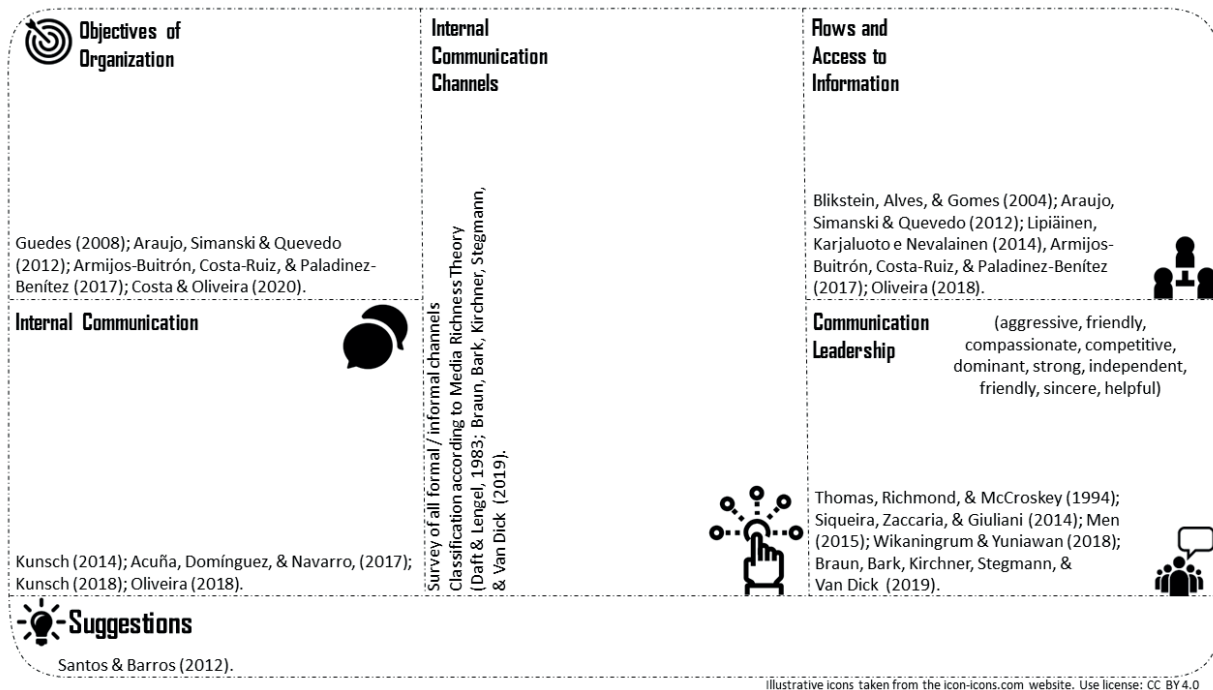 Objectives of
Organization
Guedes (2008); Araujo, Simanski & Quevedo
(2012); Armijos-Buitrón, Costa-Ruiz, & Paladinez-
Benítez (2017); Costa & Oliveira (2020).
Internal Communication
Kunsch (2014); Acuña, Domínguez & Navarro, (2017);
Kunsch (2018); Oliveira (2018).
Internal
Communication
Channels
Survey of all formal / informal channels
Classification according to Media Richness Theory
(Daft & Lengel, 1983; Braun, Bark, Kirchner, Stegmann,
& Van Dick (2019).
Flows and
Access to
Information
Blikstein, Alves, & Gomes (2004); Araujo,
Simanski & Quevedo (2012); Lipiäinen,
Karjaluoto e Nevalainen (2014), Armijos-
Buitrón, Costa-Ruiz, & Paladinez-Benítez
(2017); Oliveira (2018).
Communication
Leadership
(aggressive, friendly,
compassionate, competitive,
dominant, strong, independent,
friendly, sincere, helpful)
Thomas, Richmond, & McCroskey (1994);
Siqueira, Zaccaria, & Giuliani (2014); Men
(2015); Wikaningrum & Yuniawan (2018);
Braun, Bark, Kirchner, Stegmann, &
Van Dick (2019).
Suggestions
Santos & Barros (2012).
Illustrative icons taken from the icon-icons.com website. Use license: CC BY 4.0